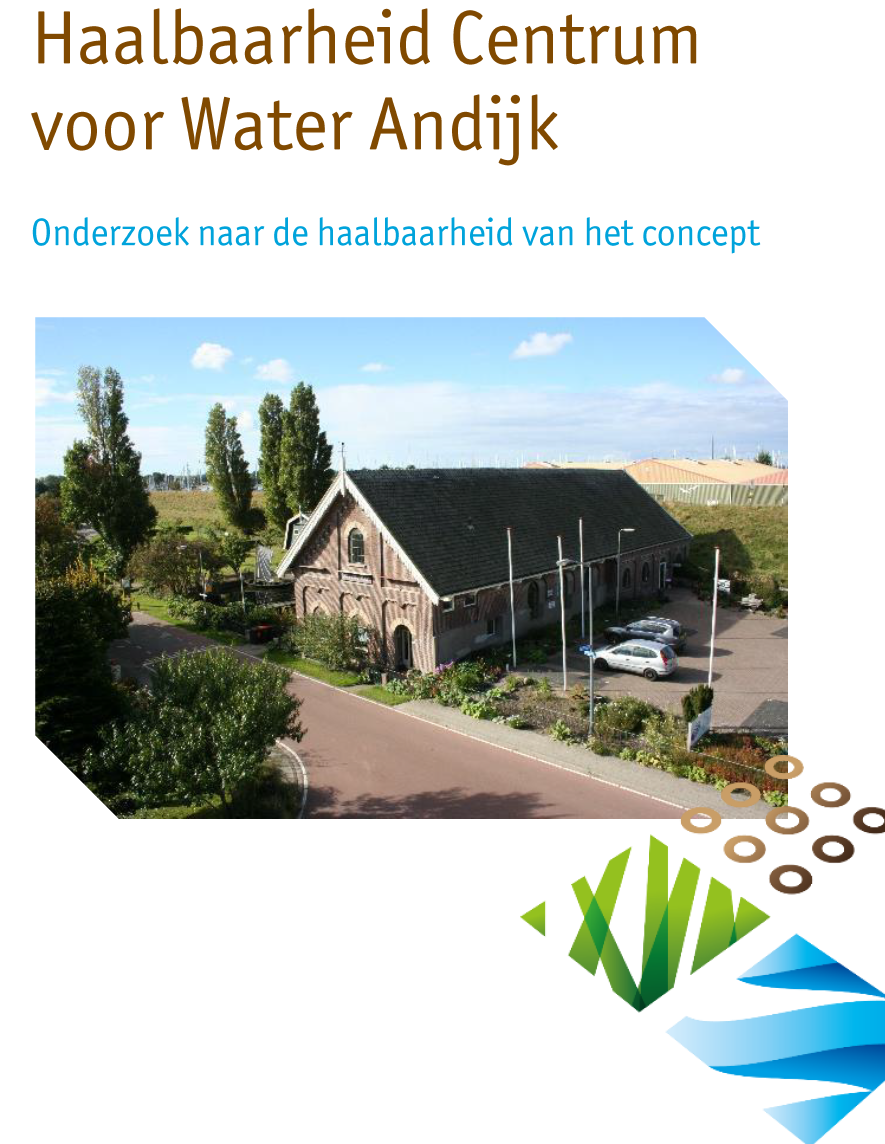 Haalbaarheid Centrum
voor Water Andijk
Onderzoek naar de haalbaarheid van het concept